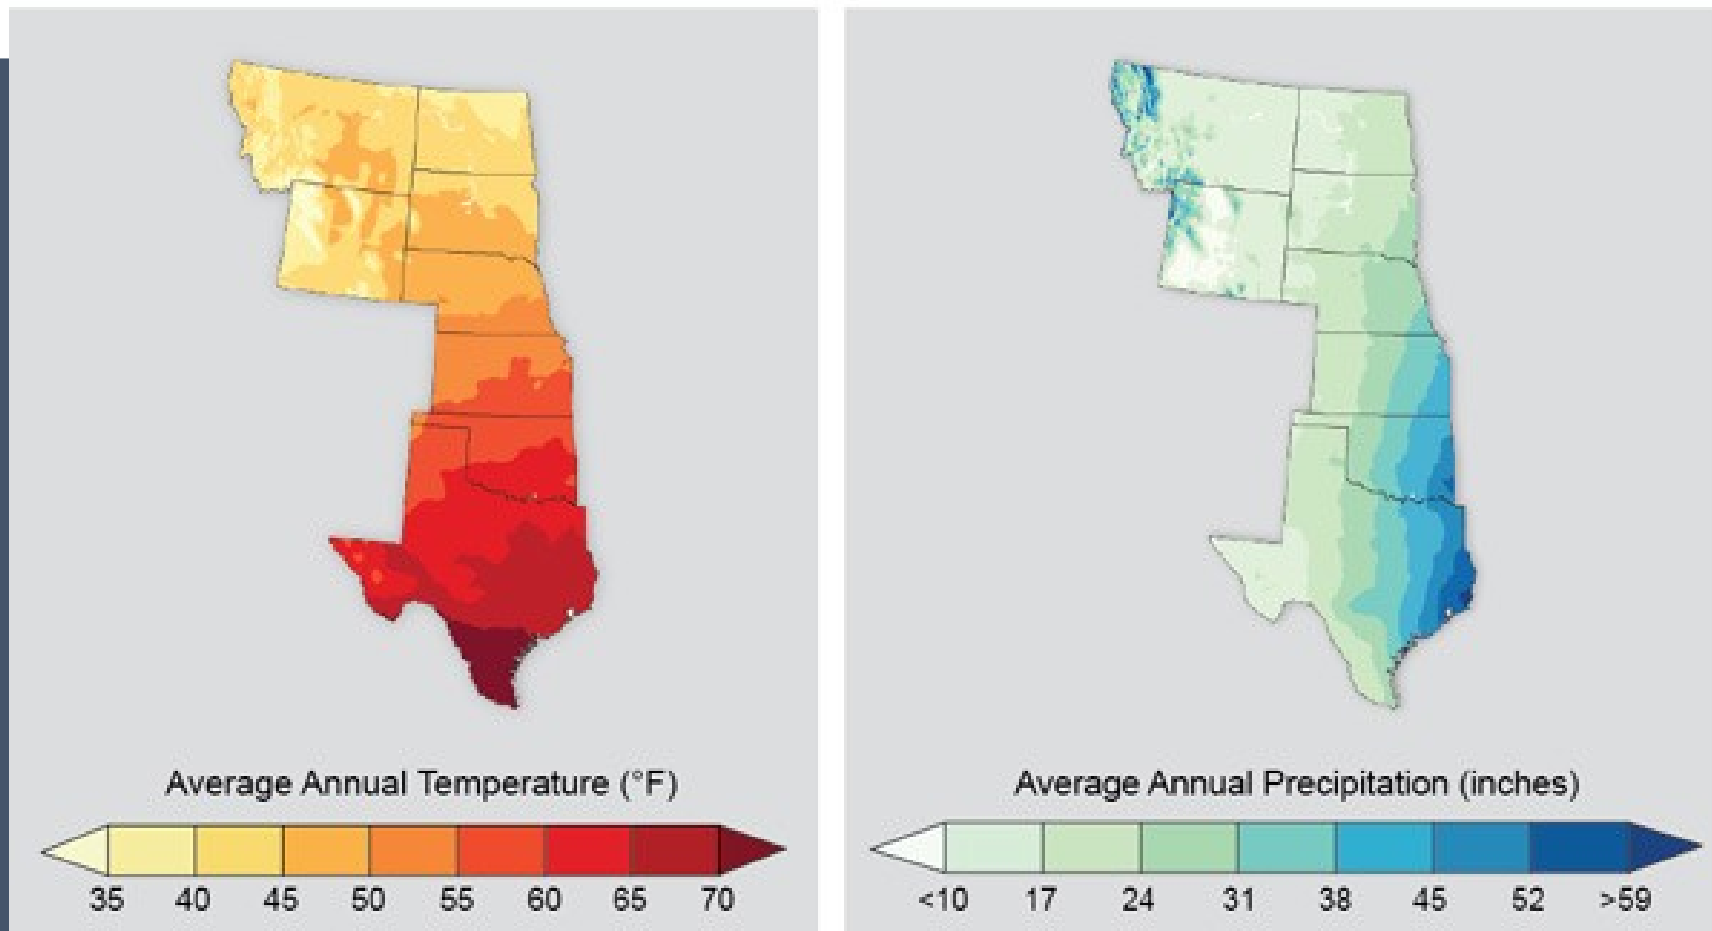 Average Annual Temperature (°F)
35 40 45 50 55 60 65 70
Average Annual Precipitation (inches)
<10 17 24 31 38 45 52 >59